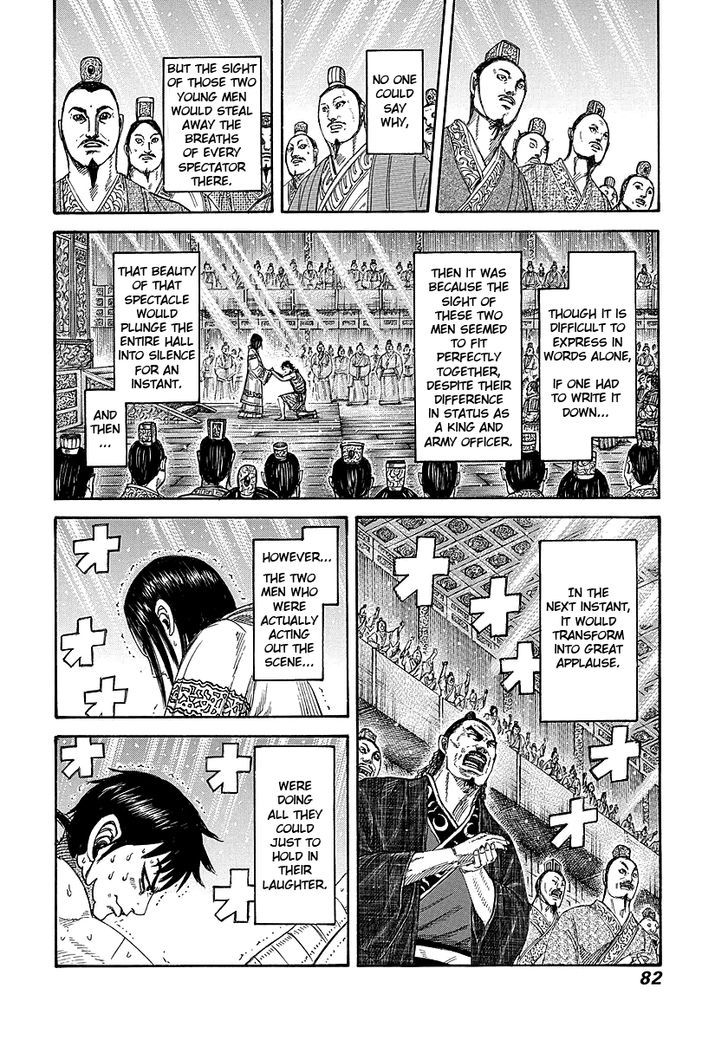 NO ONE
COULD
SAY
WHY,
BUT THE SIGHT
OF THOSE TWO
YOUNG MEN
WOULD STEAL
AWAY THE
BREATHS
OF EVERY
SPECTATOR
THERE.
THOUGH IT IS
DIFFICULT TO
EXPRESS IN
WORDS ALONE,
IF ONE HAD
TO WRITE IT
DOWN...
THEN IT WAS
BECAUSE THE
SIGHT OF
THESE TWO
MEN SEEMED
TO FIT
PERFECTLY
TOGETHER,
DESPITE THEIR
DIFFERENCE
IN STATUS AS
A KING AND
ARMY OFFICER.
THAT BEAUTY
OF THAT
SPECTACLE
WOULD
PLUNGE THE
ENTIRE HALL
INTO SILENCE
FOR AN
INSTANT.
AND
THEN
...
IN THE
NEXT INSTANT,
IT WOULD
TRANSFORM
INTO GREAT
APPLAUSE.
オ
オ
オ
オ
オ
HOWEVER...
THE TWO
MEN WHO
WERE
ACTUALLY
ACTING
OUT THE
SCENE...
オ
オ
オ
オ
WERE
DOING
ALL THEY
COULD
JUST TO
HOLD IN
THEIR
LAUGHTER.
オ
オ
オ
オ
82